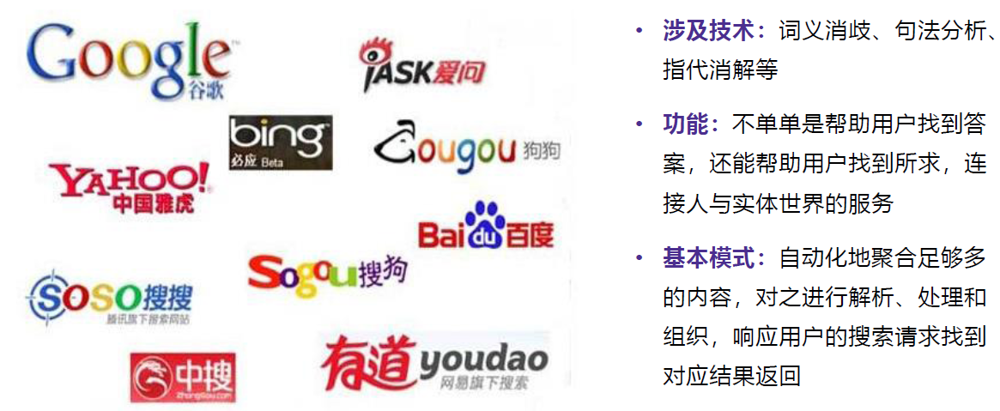 Google™
谷歌
iASK爱问
bing™
必应 Beta
Gougou 狗狗
YAHOO!®
中国雅虎
Baidu百度
Sogou搜狗
SOSO搜搜
腾讯旗下搜索网站
中搜
zhongsou.com
有道youdao
网易旗下搜索
• 涉及技术：词义消歧、句法分析、
指代消解等
• 功能：不单单是帮助用户找到答
案，还能帮助用户找到所求，连
接人与实体世界的服务
• 基本模式：自动化地聚合足够多
的内容，对之进行解析、处理和
组织，响应用户的搜索请求找到
对应结果返回